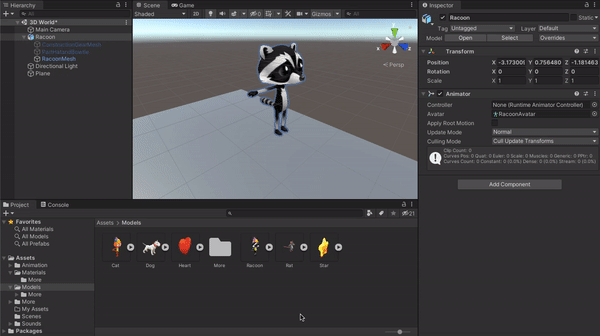 Hierarchy
All
3D World*
Main Camera
Racoon
RacoonMesh
Directional Light
Plane
Scene
Game
Shaded
2D
Gizmos
All
y
x
z
Persp
Inspector
Racoon
Static
Tag Untagged Layer Default
Model Open Select Overrides
Transform
Position X -3.173009 Y 0.756460 Z -1.181463
Rotation X 0 Y 0 Z 0
Scale X 1 Y 1 Z 1
Animator
Controller None (Runtime Animator Controller)
Avatar RacoonAvatar
Apply Root Motion
Update Mode Normal
Culling Mode Cull Update Transforms
Clip Count: 0
Curves Pos: 0 Quat: 0 Euler: 0 Scale: 0 Muscles: 0 Generic: 0 PPtr: 0
Curves Count: 0 Constant: 0 (0.0%) Dense: 0 (0.0%) Stream: 0 (0.0%)
Add Component
Project
Console
21
Favorites
All Materials
All Models
All Prefabs
Assets
Animation
Materials
More
Models
More
More
My Assets
Scenes
Sounds
Packages
Assets > Models
Cat
Dog
Heart
More
Racoon
Rat
Star